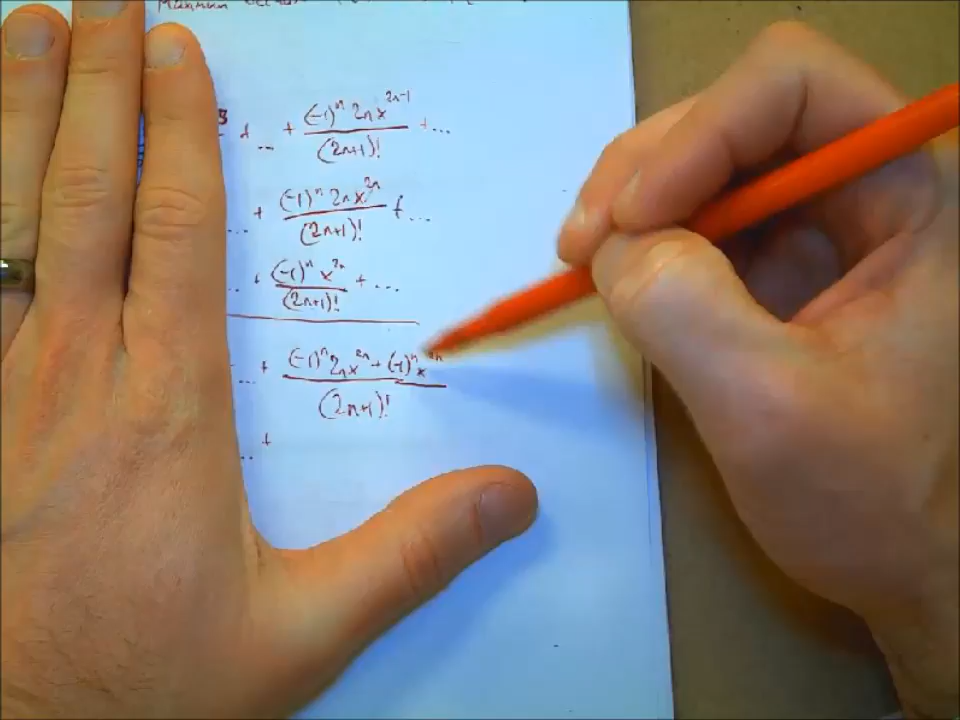 3 + ... + (-1)^n 2n x^{2n-1} / (2n+1)! + ...
... + (-1)^n 2n x^{2n} / (2n+1)! + ...
... + (-1)^n x^{2n} / (2n+1)! + ...
... + (-1)^n 2n x^{2n} + (-1)^n x^{2n} / (2n+1)!
... +